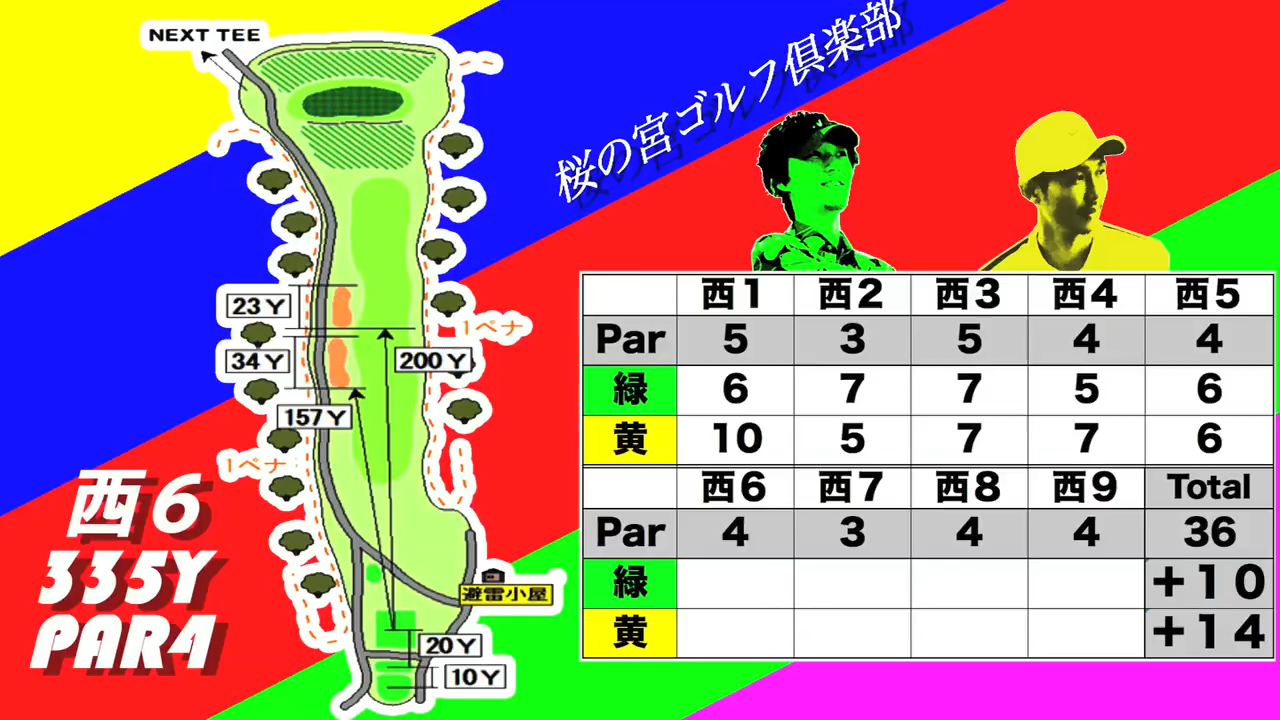 NEXT TEE
桜の宮ゴルフ倶楽部
23Y
1ペナ
34Y
200Y
157Y
1ペナ
避雷小屋
20Y
10Y
西6
335Y
PAR4
西1 西2 西3 西4 西5
Par 5 3 5 4 4
緑 6 7 7 5 6
黄 10 5 7 7 6
西6 西7 西8 西9 Total
Par 4 3 4 4 36
緑 +10
黄 +14